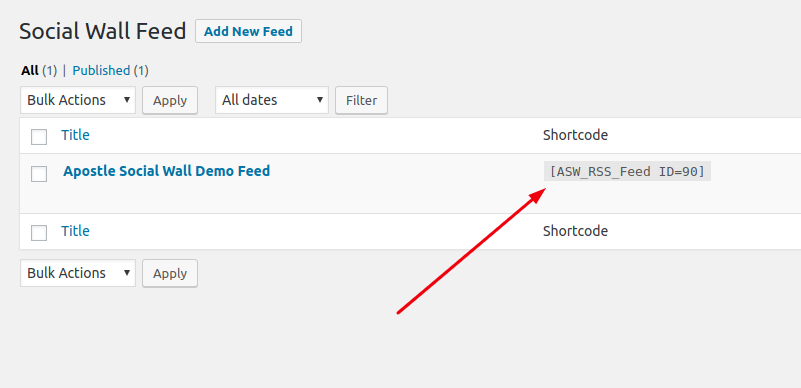 Social Wall Feed Add New Feed
All (1) | Published (1)
Bulk Actions Apply All dates Filter
Title Shortcode
Apostle Social Wall Demo Feed [ASW_RSS_Feed ID=90]
Title Shortcode
Bulk Actions Apply